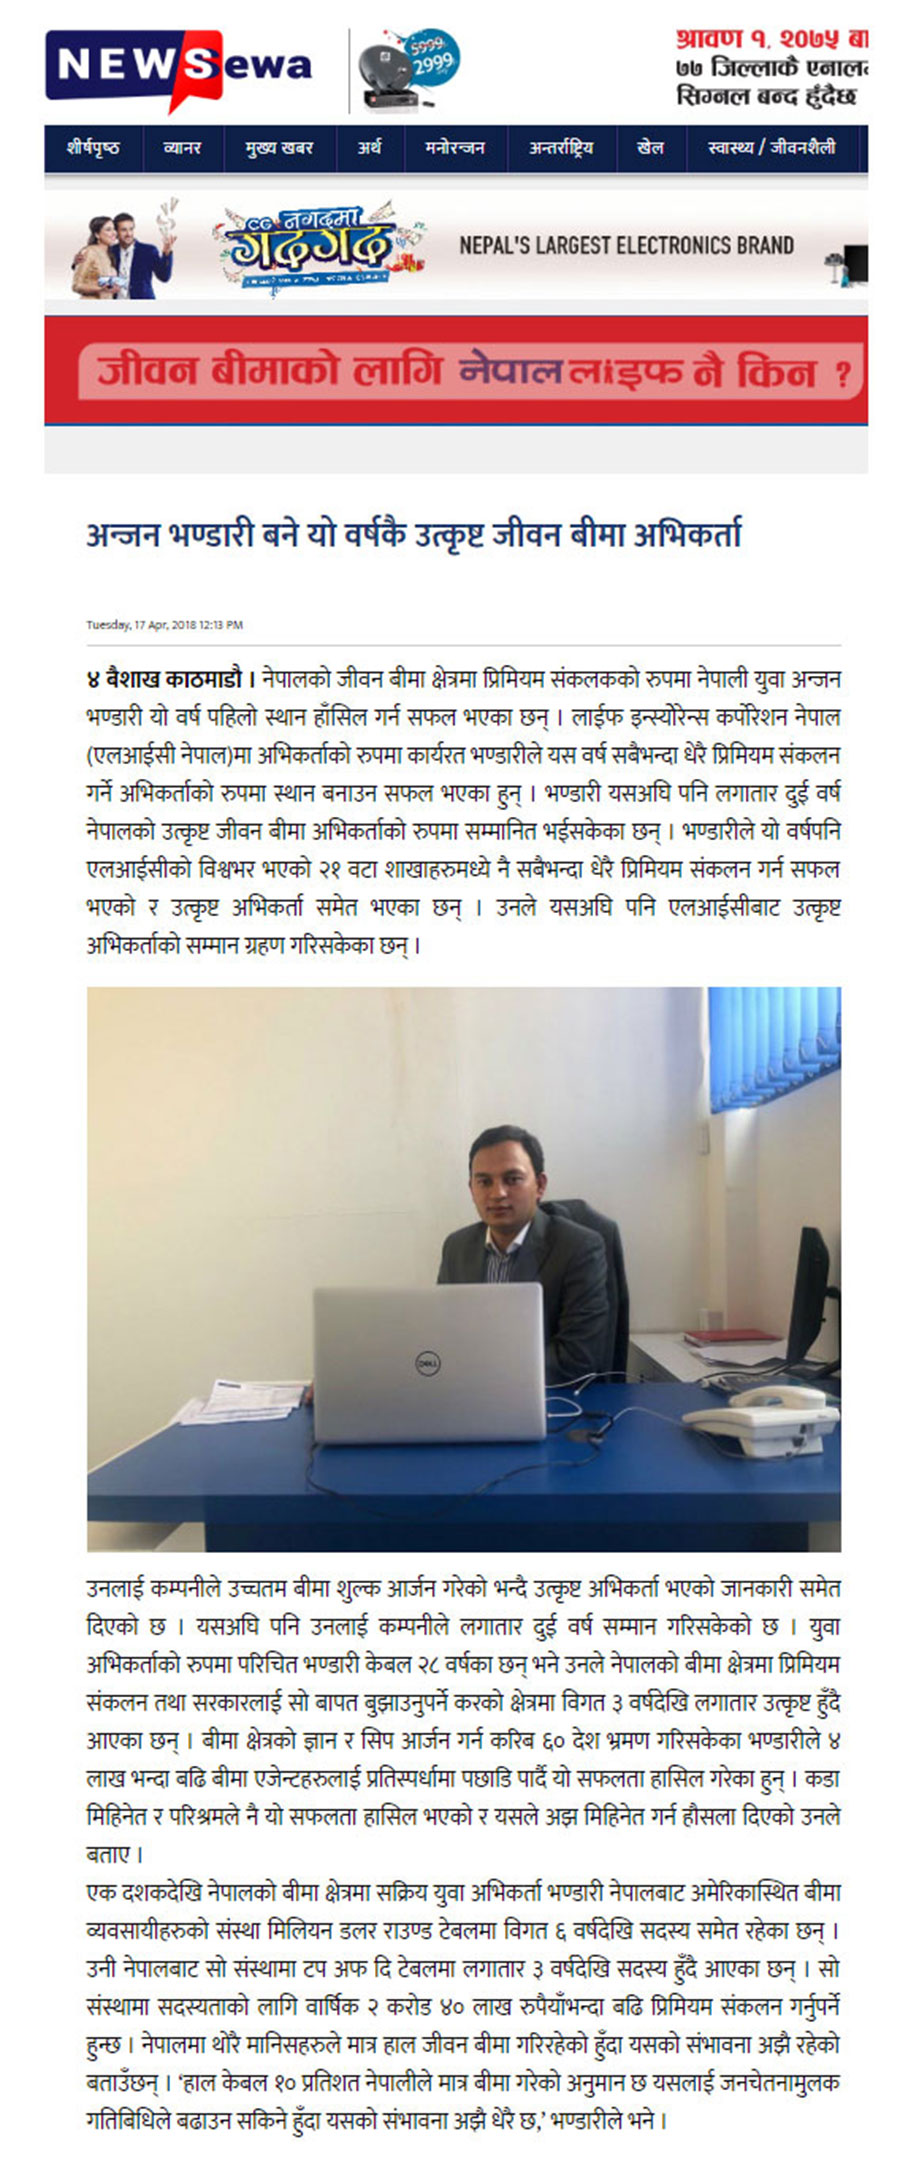 NEWSewa
5999
2999
श्रावण १, २०७५ बा
७७ जिल्लाकै एनाल
सिग्नल बन्द हुँदैछ
शीर्षपृष्ठ व्यानर मुख्य खबर अर्थ मनोरन्जन अन्तर्राष्ट्रिय खेल स्वास्थ्य / जीवनशैली
CG नगदमा
गदगद
NEPAL'S LARGEST ELECTRONICS BRAND
जीवन बीमाको लागि नेपाल लाइफ नै किन ?
अन्जन भण्डारी बने यो वर्षकै उत्कृष्ट जीवन बीमा अभिकर्ता
Tuesday, 17 Apr, 2018 12:13 PM
४ बैशाख काठमाडौ । नेपालको जीवन बीमा क्षेत्रमा प्रिमियम संकलकको रुपमा नेपाली युवा अन्जन
भण्डारी यो वर्ष पहिलो स्थान हाँसिल गर्न सफल भएका छन् । लाईफ इन्स्योरेन्स कर्पोरेशन नेपाल
(एलआईसी नेपाल)मा अभिकर्ताको रुपमा कार्यरत भण्डारीले यस वर्ष सबैभन्दा धेरै प्रिमियम संकलन
गर्ने अभिकर्ताको रुपमा स्थान बनाउन सफल भएका हुन् । भण्डारी यसअघि पनि लगातार दुई वर्ष
नेपालको उत्कृष्ट जीवन बीमा अभिकर्ताको रुपमा सम्मानित भईसकेका छन् । भण्डारीले यो वर्षपनि
एलआईसीको विश्वभर भएको २१ वटा शाखाहरुमध्ये नै सबैभन्दा धेरै प्रिमियम संकलन गर्न सफल
भएको र उत्कृष्ट अभिकर्ता समेत भएका छन् । उनले यसअघि पनि एलआईसीबाट उत्कृष्ट
अभिकर्ताको सम्मान ग्रहण गरिसकेका छन् ।
DELL
उनलाई कम्पनीले उच्चतम बीमा शुल्क आर्जन गरेको भन्दै उत्कृष्ट अभिकर्ता भएको जानकारी समेत
दिएको छ । यसअघि पनि उनलाई कम्पनीले लगातार दुई वर्ष सम्मान गरिसकेको छ । युवा
अभिकर्ताको रुपमा परिचित भण्डारी केबल २८ वर्षका छन् भने उनले नेपालको बीमा क्षेत्रमा प्रिमियम
संकलन तथा सरकारलाई सो बापत बुझाउनुपर्ने करको क्षेत्रमा विगत ३ वर्षदेखि लगातार उत्कृष्ट हुँदै
आएका छन् । बीमा क्षेत्रको ज्ञान र सिप आर्जन गर्न करिब ६० देश भ्रमण गरिसकेका भण्डारीले ४
लाख भन्दा बढि बीमा एजेन्टहरुलाई प्रतिस्पर्धामा पछाडि पार्दै यो सफलता हासिल गरेका हुन् । कडा
मिहिनेत र परिश्रमले नै यो सफलता हासिल भएको र यसले अझ मिहिनेत गर्न हौसला दिएको उनले
बताए ।
एक दशकदेखि नेपालको बीमा क्षेत्रमा सक्रिय युवा अभिकर्ता भण्डारी नेपालबाट अमेरिकास्थित बीमा
व्यवसायीहरुको संस्था मिलियन डलर राउण्ड टेबलमा विगत ६ वर्षदेखि सदस्य समेत रहेका छन् ।
उनी नेपालबाट सो संस्थामा टप अफ दि टेबलमा लगातार ३ वर्षदेखि सदस्य हुँदै आएका छन् । सो
संस्थामा सदस्यताको लागि वार्षिक २ करोड ४० लाख रुपैयाँभन्दा बढि प्रिमियम संकलन गर्नुपर्ने
हुन्छ । नेपालमा थोरै मानिसहरुले मात्र हाल जीवन बीमा गरिरहेको हुँदा यसको संभावना अझै रहेको
बताउँछन् । ‘हाल केबल १० प्रतिशत नेपालीले मात्र बीमा गरेको अनुमान छ यसलाई जनचेतनामुलक
गतिबिधिले बढाउन सकिने हुँदा यसको संभावना अझै धेरै छ,’ भण्डारीले भने ।